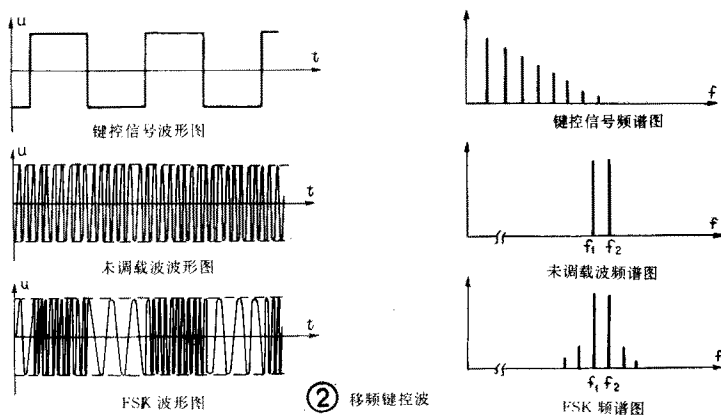 u
t
键控信号波形图
f
键控信号频谱图
u
t
未调载波波形图
f
f₁ f₂
未调载波频谱图
u
t
FSK 波形图
f
f₁ f₂
FSK 频谱图
② 移频键控波